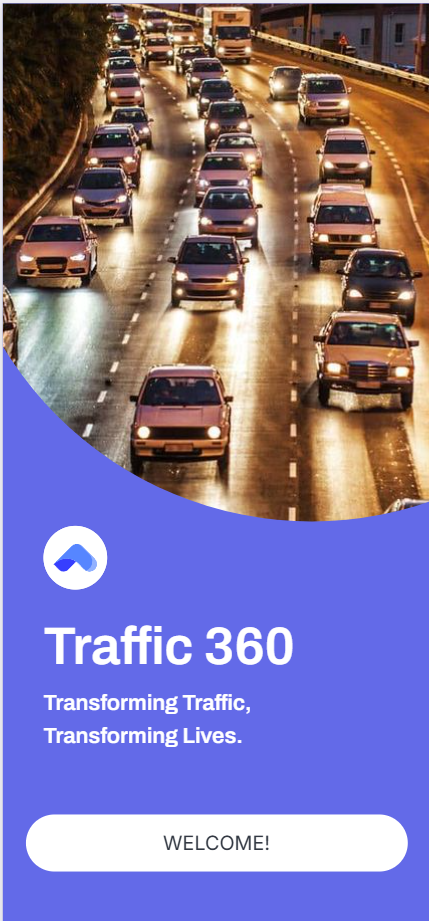 Traffic 360
Transforming Traffic,
Transforming Lives.
WELCOME!